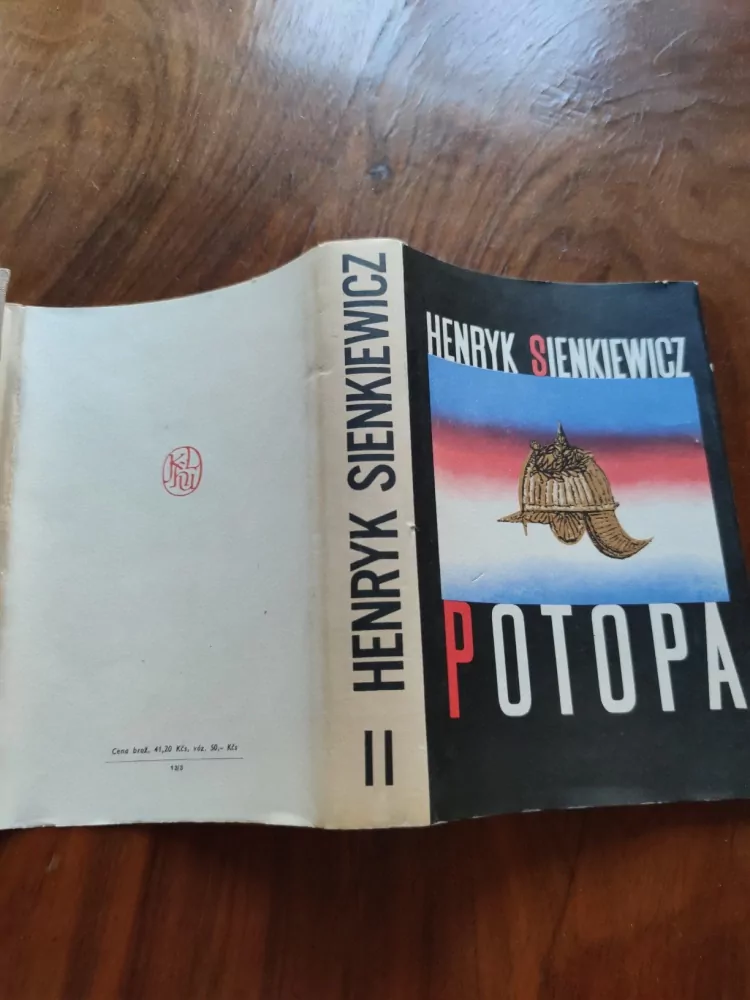 HENRYK SIENKIEWICZ
POTOPA
HENRYK SIENKIEWICZ
II
Cena brož. 41,20 Kčs, váz. 50,- Kčs